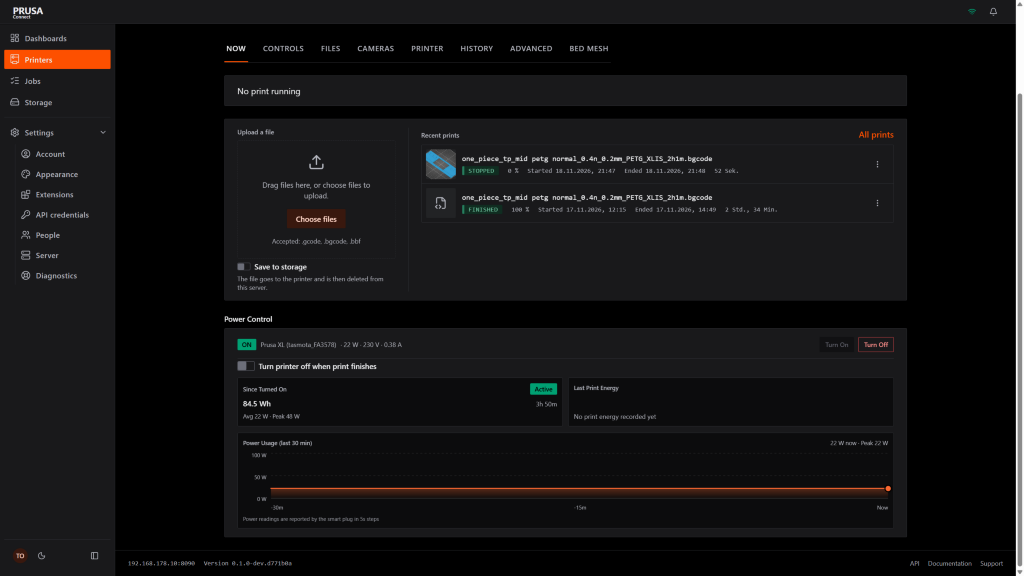 PRUSA
Connect
Dashboards
Printers
Jobs
Storage
Settings
Account
Appearance
Extensions
API credentials
People
Server
Diagnostics
TO
NOW CONTROLS FILES CAMERAS PRINTER HISTORY ADVANCED BED MESH
No print running
Upload a file
Drag files here, or choose files to
upload.
Choose files
Accepted: .gcode, .bgcode, .bbf
Save to storage
The file goes to the printer and is then deleted from
this server.
Recent prints All prints
one_piece_tp_mid petg normal_0.4n_0.2mm_PETG_XLIS_2h1m.bgcode
STOPPED 0 % Started 18.11.2026, 21:47 Ended 18.11.2026, 21:48 52 Sek.
one_piece_tp_mid petg normal_0.4n_0.2mm_PETG_XLIS_2h1m.bgcode
FINISHED 100 % Started 17.11.2026, 12:15 Ended 17.11.2026, 14:49 2 Std., 34 Min.
Power Control
ON Prusa XL (tasmota_FA3578) · 22 W · 230 V · 0.38 A Turn On Turn Off
Turn printer off when print finishes
Since Turned On Active
84.5 Wh 3h 50m
Avg 22 W · Peak 48 W
Last Print Energy
No print energy recorded yet
Power Usage (last 30 min) 22 W now · Peak 22 W
100 W
50 W
0 W
-30m -15m Now
Power readings are reported by the smart plug in 5s steps
192.168.178.10:8090 Version 0.1.0-dev.d771b0a API Documentation Support